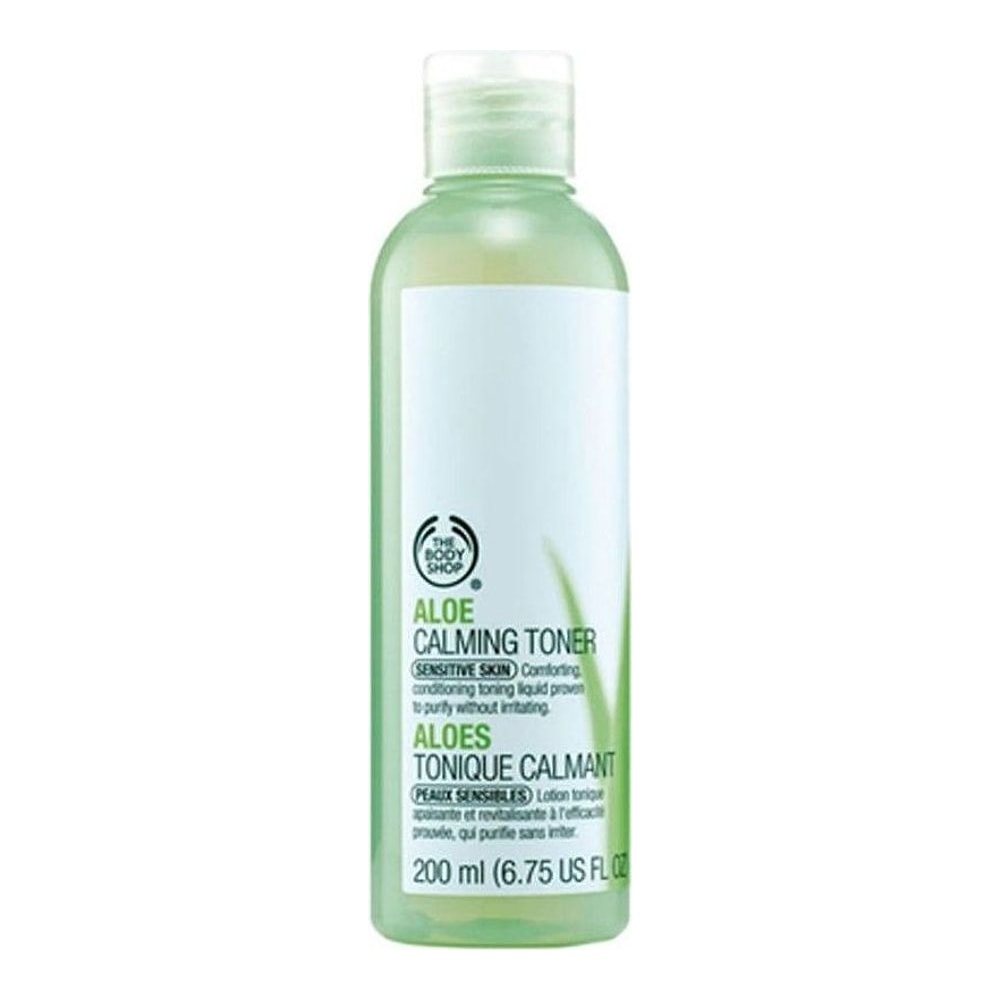 THE
BODY
SHOP
®
ALOE
CALMING TONER
SENSITIVE SKIN Comforting,
conditioning toning liquid proven
to purify without irritating.
ALOES
TONIQUE CALMANT
PEAUX SENSIBLES Lotion tonique
apaisante et revitalisante à l'efficacité
prouvée, qui purifie sans irriter.
200 ml (6.75 US FL OZ